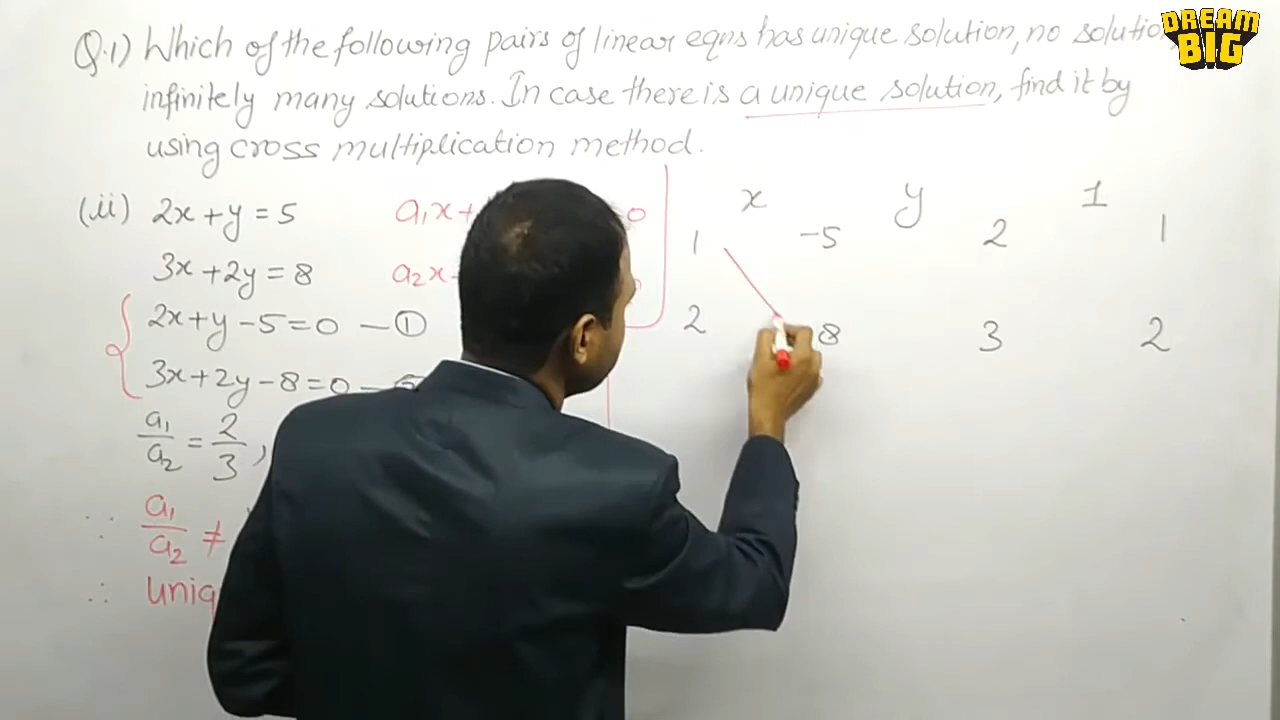 DREAM
BIG
Q.1) Which of the following pairs of linear eqns has unique solution, no solutio
infinitely many solutions. In case there is a unique solution, find it by
using cross multiplication method.
(ii) 2x + y = 5
3x + 2y = 8
2x + y - 5 = 0 — ①
3x + 2y - 8 = 0 —
a₁/a₂ = 2/3,
∵ a₁/a₂ ≠
∴
a₁x +
a₂x
x y 1
1 -5 2 1
2 8 3 2